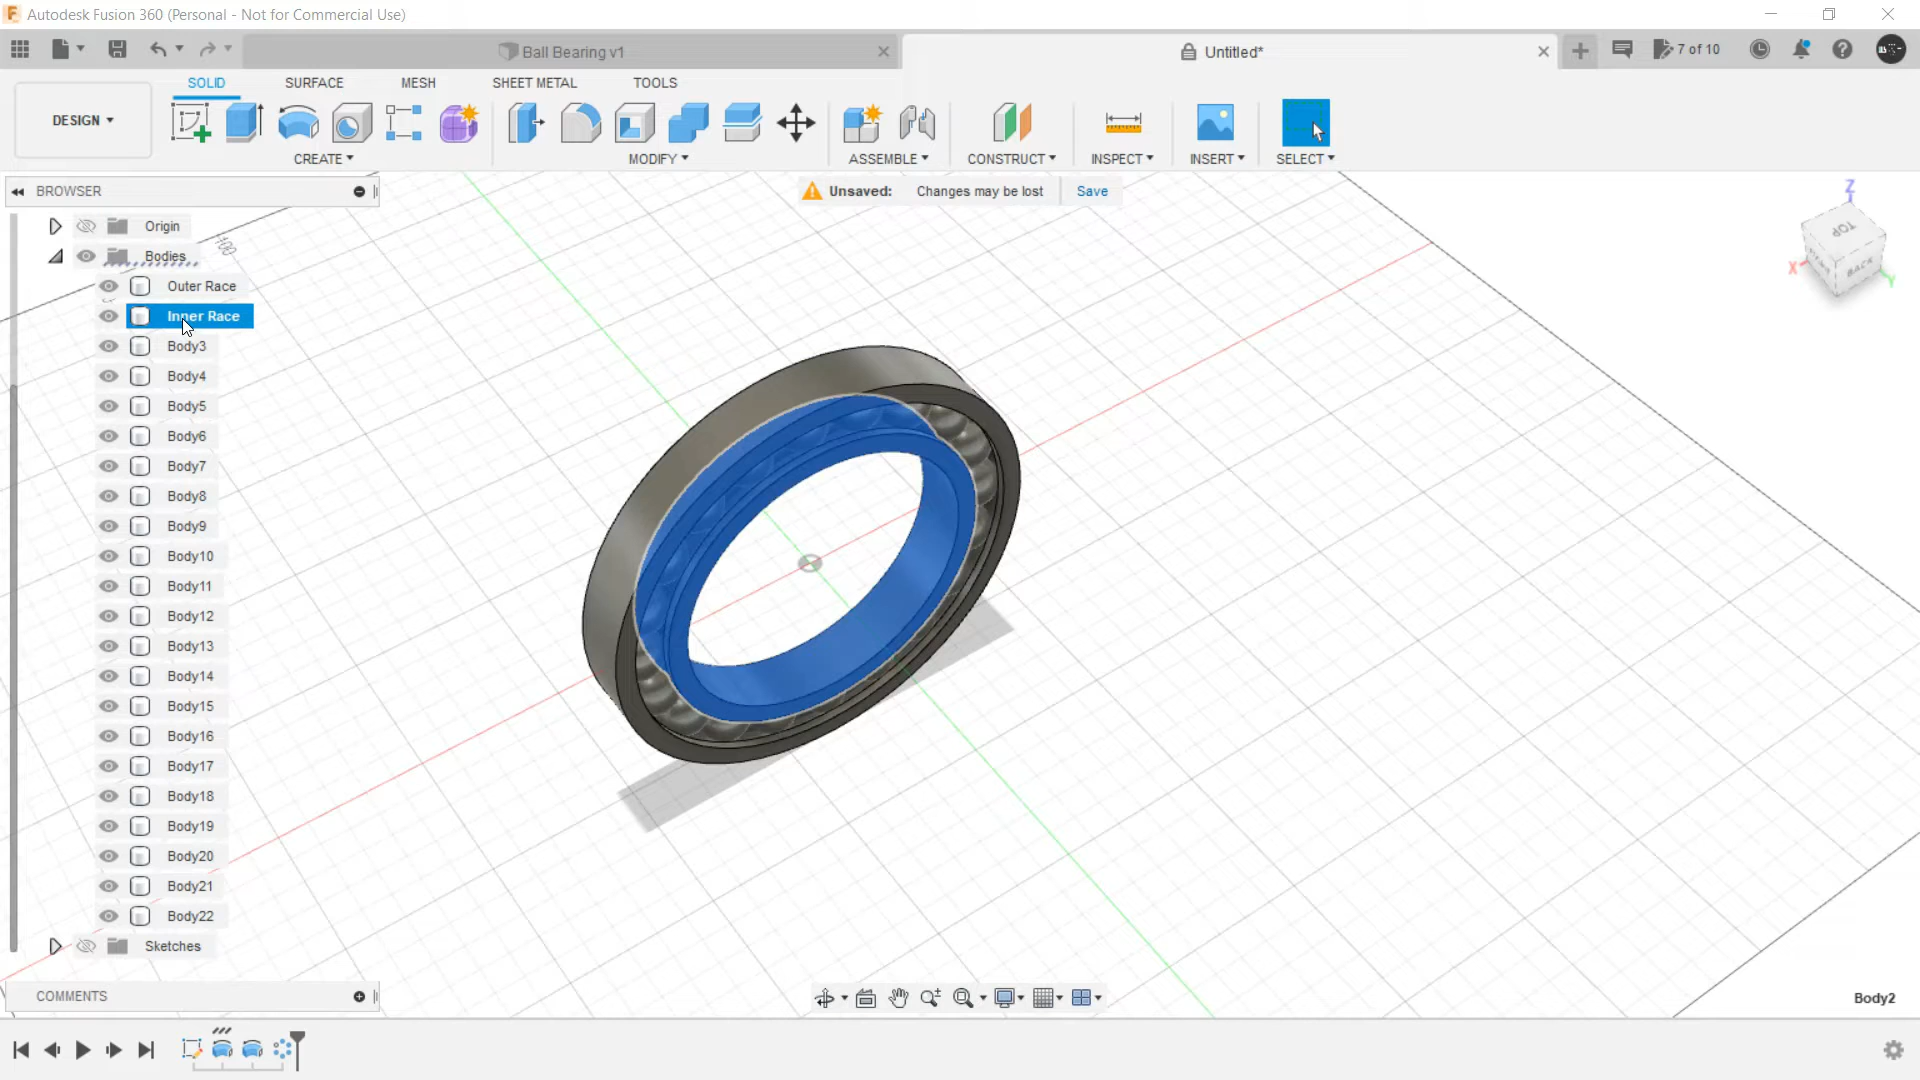 Autodesk Fusion 360 (Personal - Not for Commercial Use)
Ball Bearing v1
Untitled*
7 of 10
SOLID
SURFACE
MESH
SHEET METAL
TOOLS
DESIGN
CREATE
MODIFY
ASSEMBLE
CONSTRUCT
INSPECT
INSERT
SELECT
BROWSER
Unsaved: Changes may be lost Save
Origin
Bodies
100
Outer Race
Inner Race
Body3
Body4
Body5
Body6
Body7
Body8
Body9
Body10
Body11
Body12
Body13
Body14
Body15
Body16
Body17
Body18
Body19
Body20
Body21
Body22
Sketches
Z
TOP
BACK
X
Y
COMMENTS
Body2